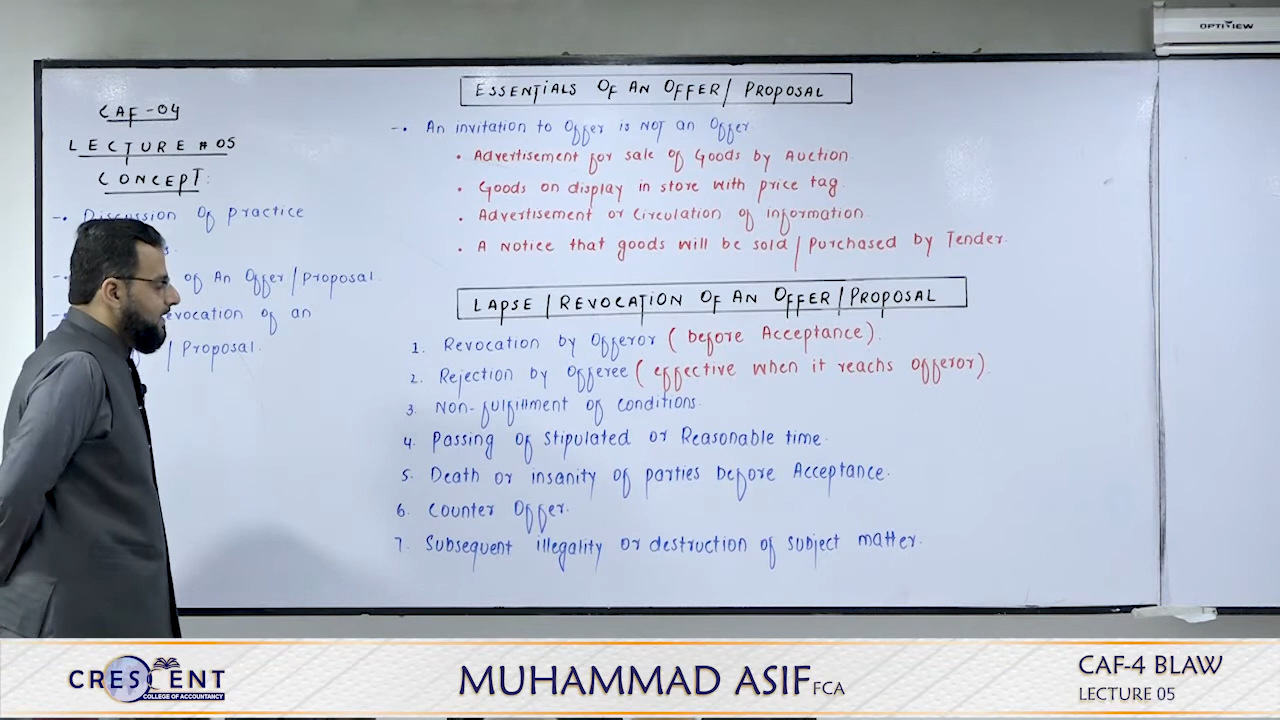 OPTIVIEW
CAF-04
LECTURE #05
CONCEPT:
-. Discussion Of practice
s.
-. of An Offer/Proposal.
-. evocation of an
/ Proposal.
ESSENTIALS OF AN OFFER/ PROPOSAL
-. An invitation to Offer is NOT an Offer.
• Advertisement for sale of Goods by Auction
• Goods on display in store with price tag.
• Advertisement or Circulation of information.
• A Notice that goods will be sold/purchased by Tender.
LAPSE/REVOCATION OF AN OFFER/PROPOSAL
1. Revocation by Offeror (before Acceptance).
2. Rejection by Offeree (effective when it reachs offeror).
3. Non-fulfillment of conditions.
4. Passing of stipulated or Reasonable time.
5. Death or insanity of parties before Acceptance.
6. Counter Offer.
7. Subsequent illegality or destruction of subject matter.
CRESCENT
COLLEGE OF ACCOUNTANCY
MUHAMMAD ASIF FCA
CAF-4 BLAW
LECTURE 05